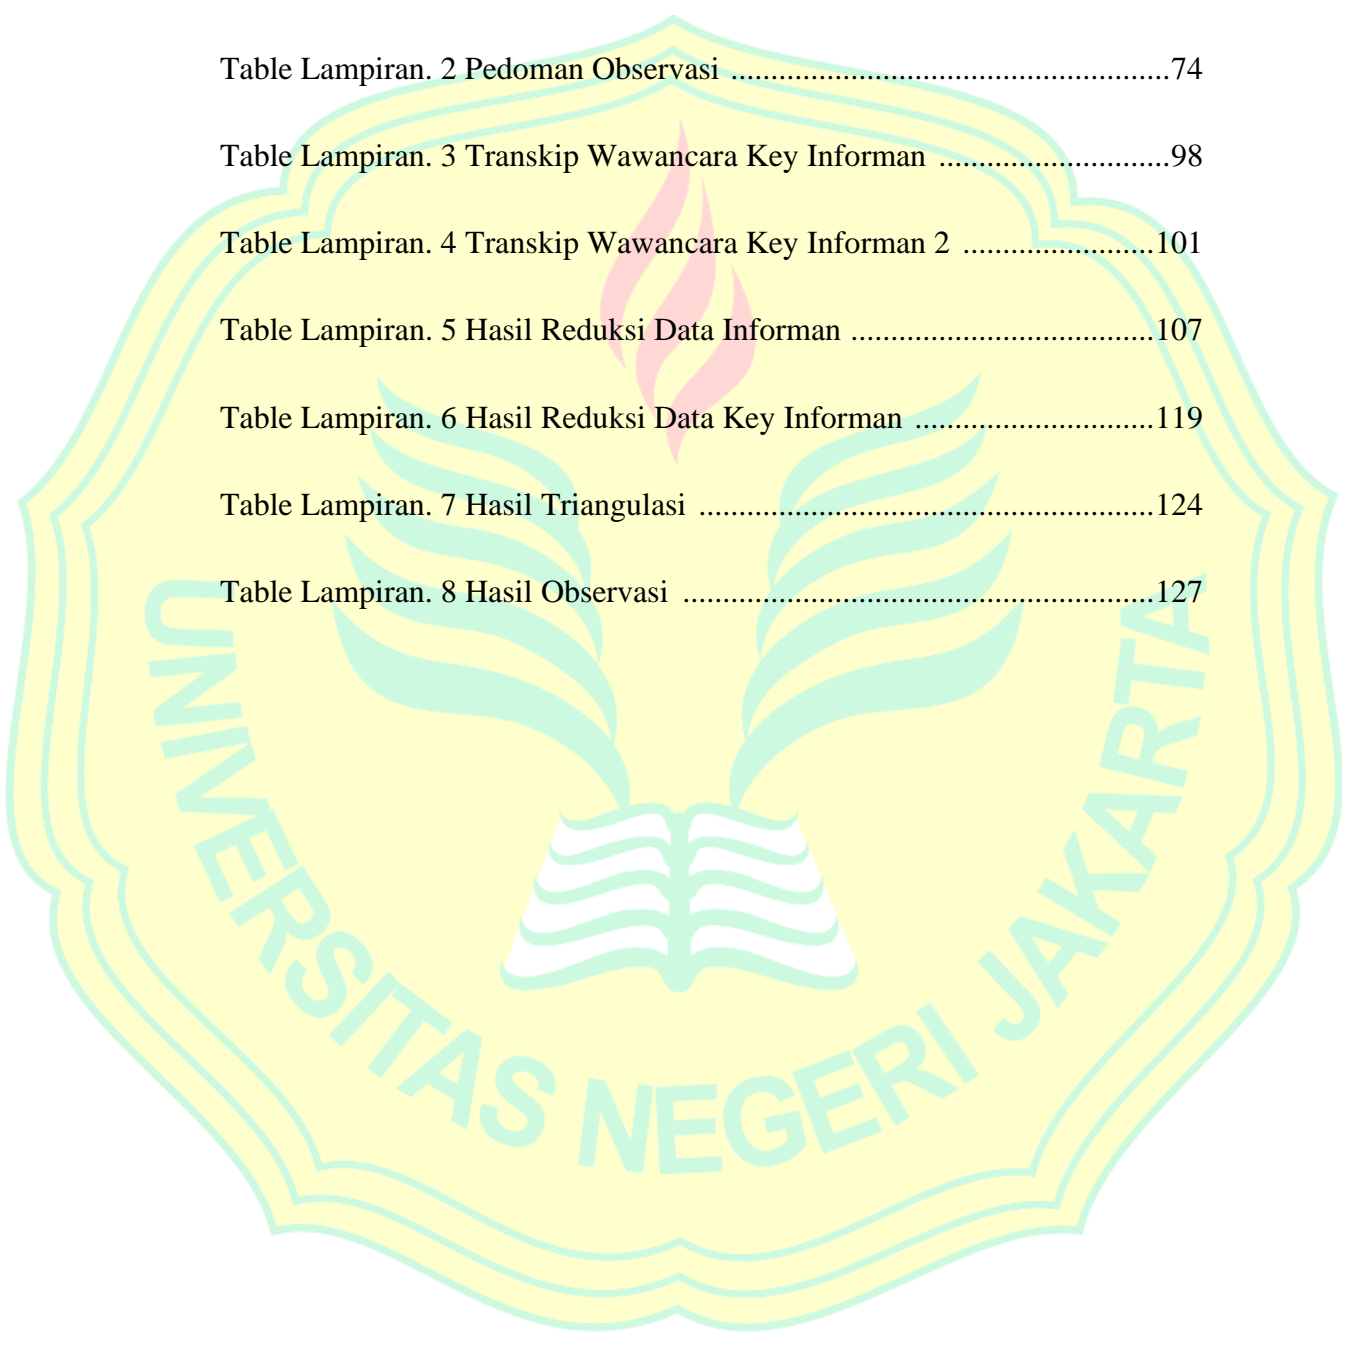 Table Lampiran. 2 Pedoman Observasi ........................................................74
Table Lampiran. 3 Transkip Wawancara Key Informan .............................98
Table Lampiran. 4 Transkip Wawancara Key Informan 2 ........................101
Table Lampiran. 5 Hasil Reduksi Data Informan ......................................107
Table Lampiran. 6 Hasil Reduksi Data Key Informan ..............................119
Table Lampiran. 7 Hasil Triangulasi .........................................................124
Table Lampiran. 8 Hasil Observasi ...........................................................127
UNIVERSITAS NEGERI JAKARTA